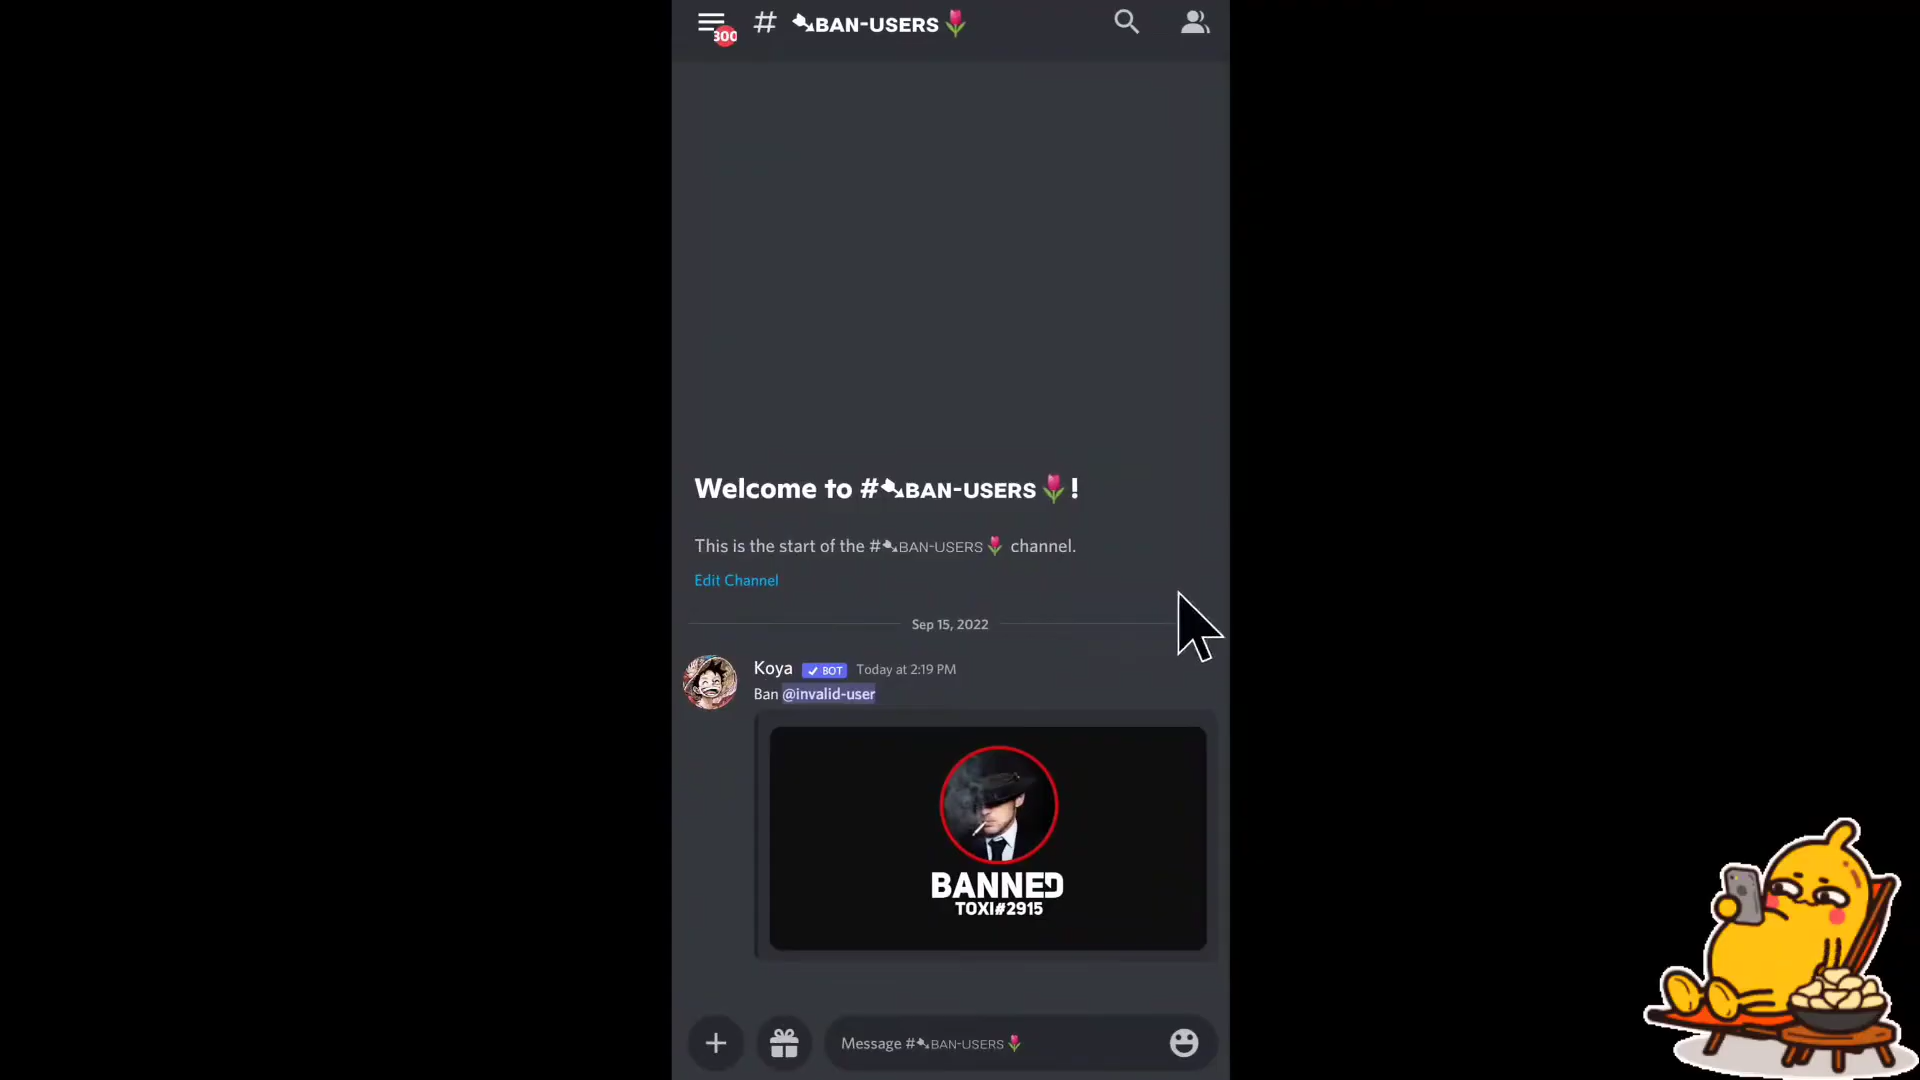 300
# ➷BAN-USERS🌷
Welcome to #➷BAN-USERS🌷!
This is the start of the #➷BAN-USERS🌷 channel.
Edit Channel
Sep 15, 2022
Koya ✓ BOT Today at 2:19 PM
Ban @invalid-user
BANNED
TOXI#2915
Message #➷BAN-USERS🌷